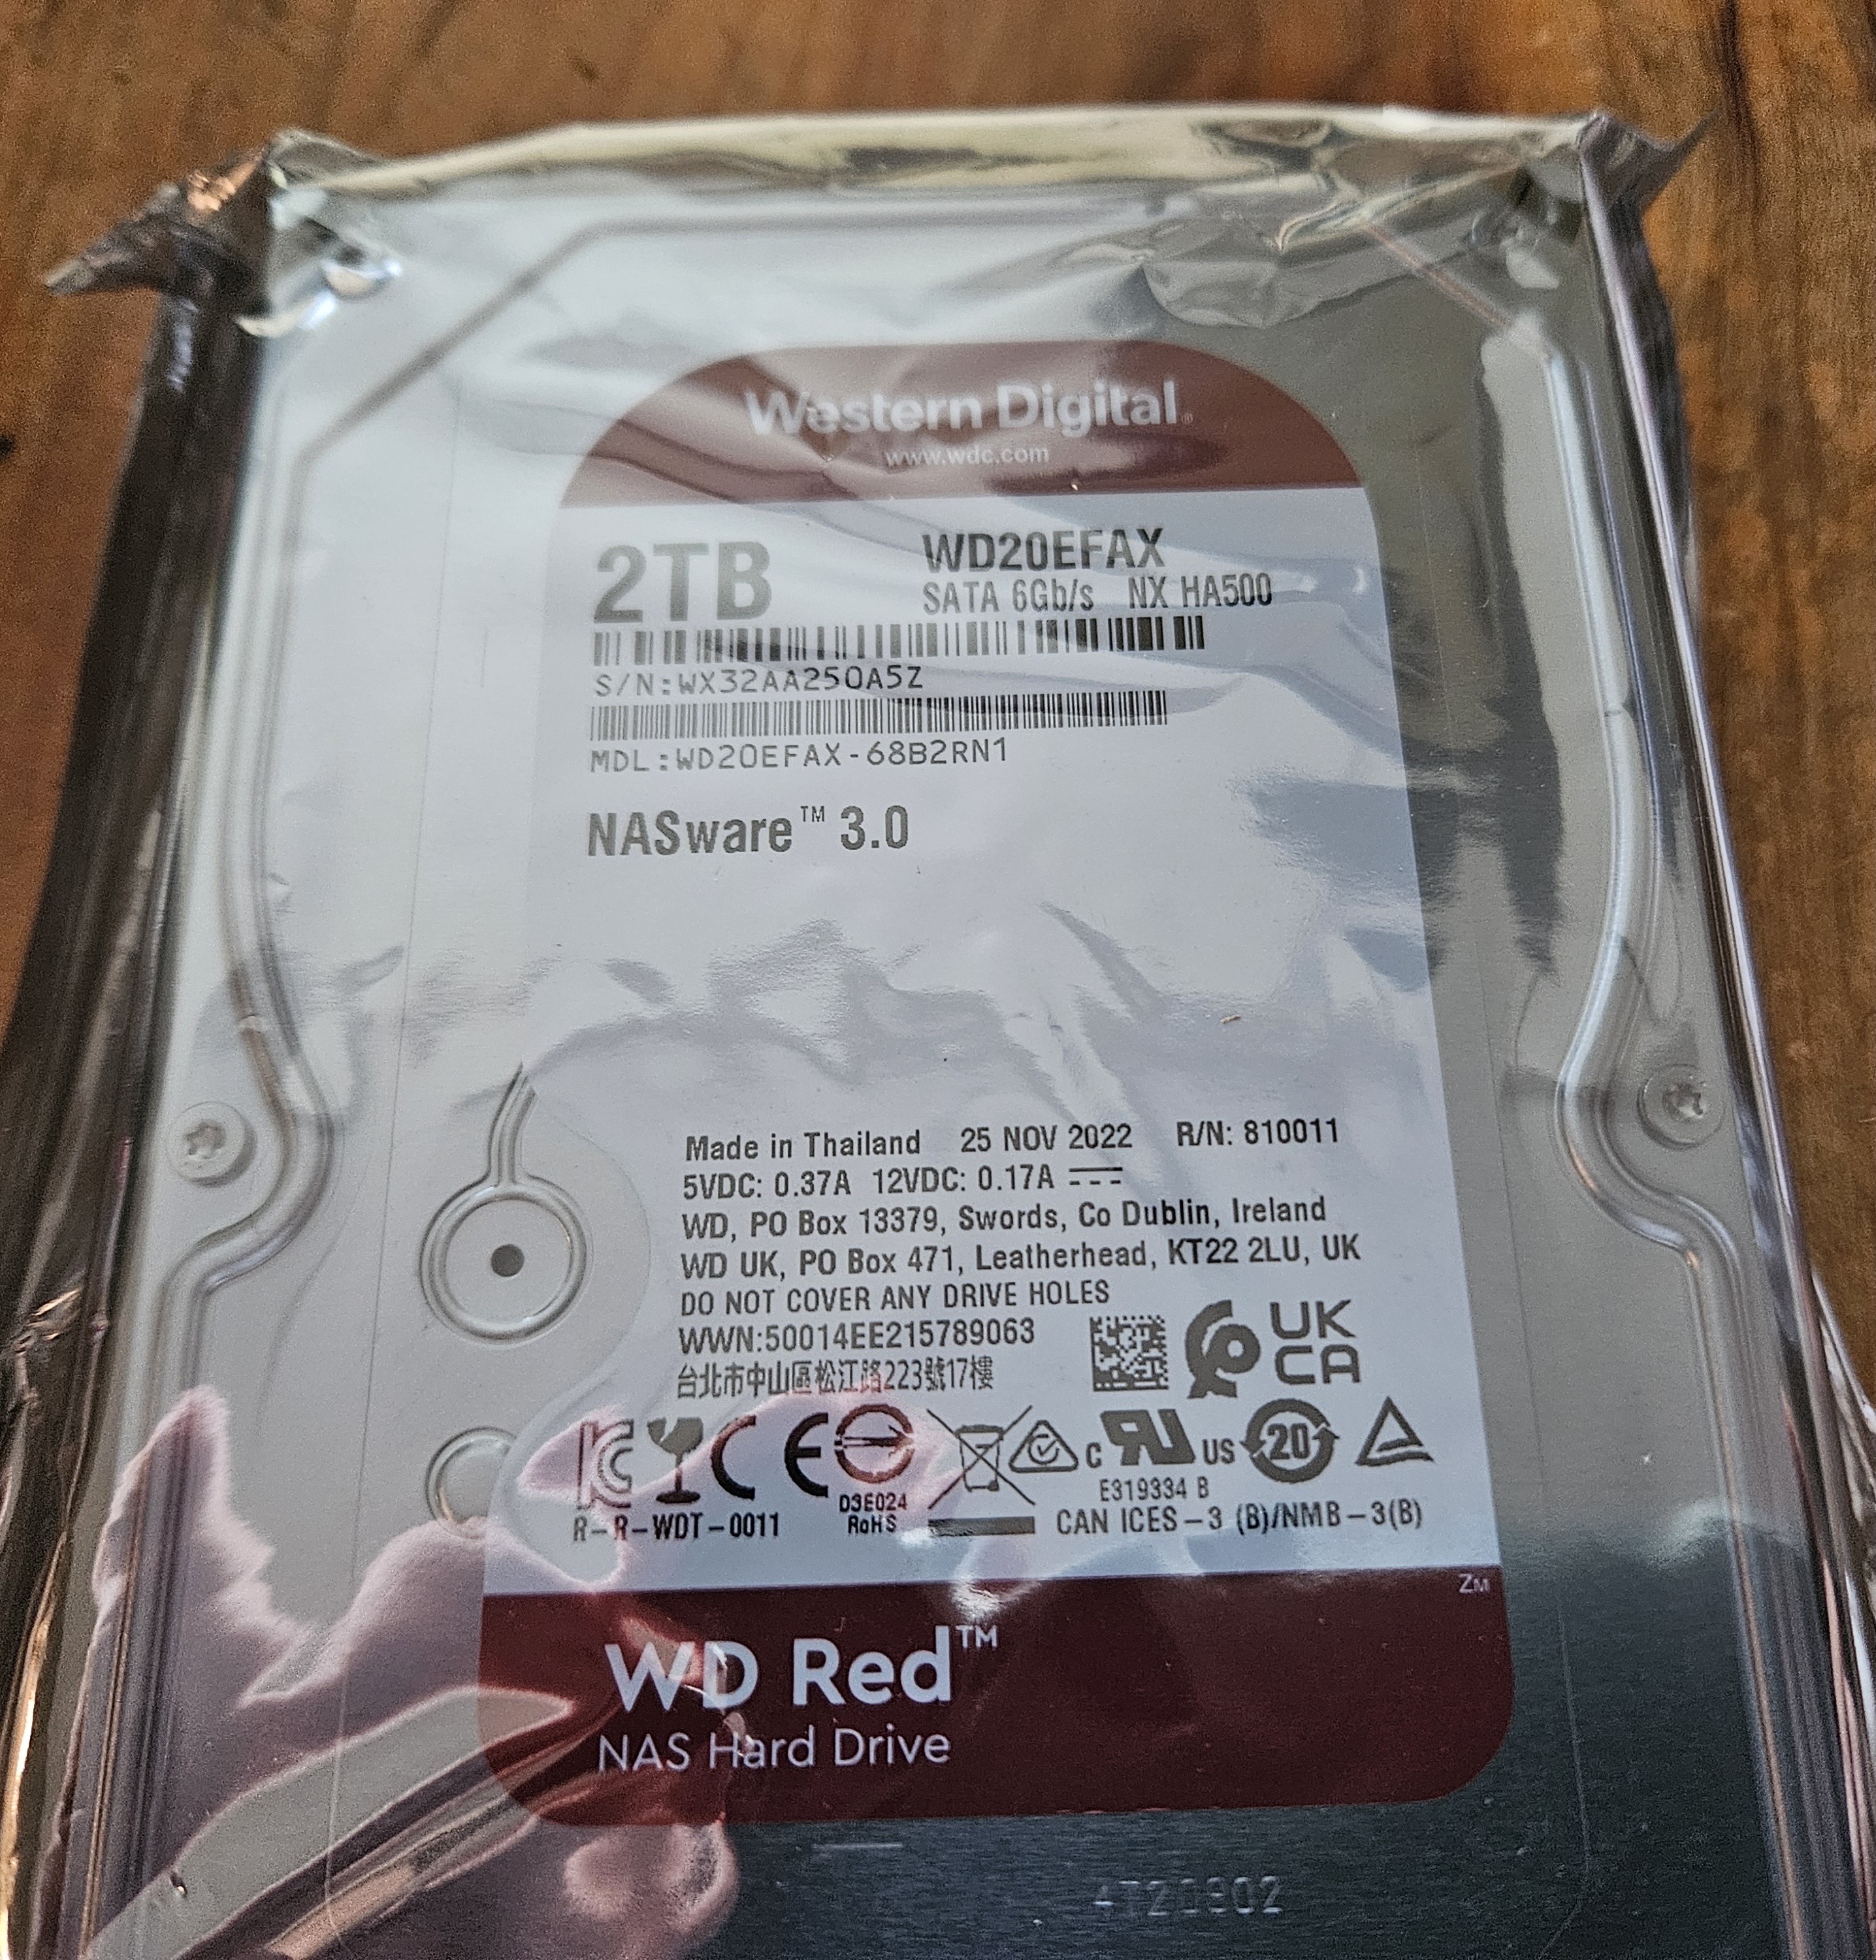 Western Digital®
www.wdc.com
2TB WD20EFAX
SATA 6Gb/s NX HA500
S/N:WX32AA250A5Z
MDL:WD20EFAX-68B2RN1
NASware™ 3.0
Made in Thailand 25 NOV 2022 R/N: 810011
5VDC: 0.37A 12VDC: 0.17A
WD, PO Box 13379, Swords, Co Dublin, Ireland
WD UK, PO Box 471, Leatherhead, KT22 2LU, UK
DO NOT COVER ANY DRIVE HOLES
WWN:50014EE215789063
UK
CA
台北市中山區松江路223號17樓
c RU US 20
E319334 B
D3E024
RoHS
R-R-WDT-0011
CAN ICES-3 (B)/NMB-3(B)
ZM
WD Red™
NAS Hard Drive